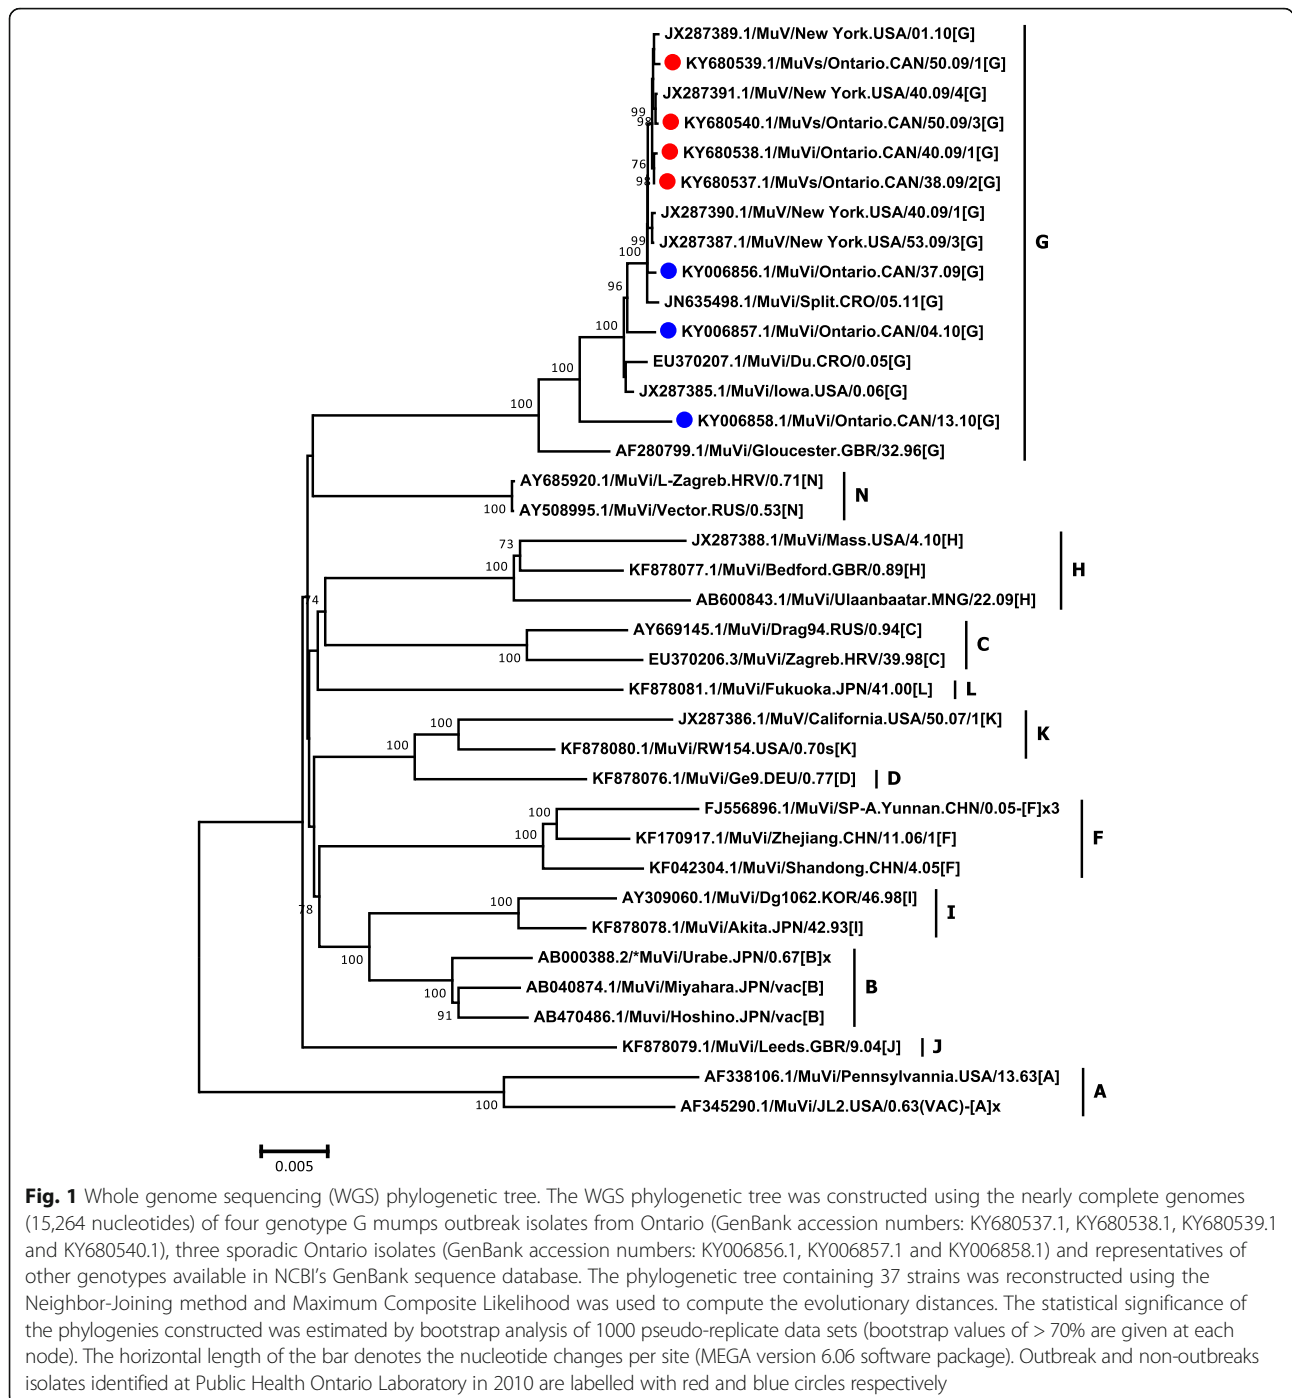 JX287389.1/MuV/New York.USA/01.10[G]
KY680539.1/MuVs/Ontario.CAN/50.09/1[G]
JX287391.1/MuV/New York.USA/40.09/4[G]
99
98
KY680540.1/MuVs/Ontario.CAN/50.09/3[G]
KY680538.1/MuVi/Ontario.CAN/40.09/1[G]
76
98
KY680537.1/MuVs/Ontario.CAN/38.09/2[G]
JX287390.1/MuV/New York.USA/40.09/1[G]
99
JX287387.1/MuV/New York.USA/53.09/3[G]
G
100
KY006856.1/MuVi/Ontario.CAN/37.09[G]
96
JN635498.1/MuVi/Split.CRO/05.11[G]
100
KY006857.1/MuVi/Ontario.CAN/04.10[G]
EU370207.1/MuVi/Du.CRO/0.05[G]
100
JX287385.1/MuVi/Iowa.USA/0.06[G]
100
KY006858.1/MuVi/Ontario.CAN/13.10[G]
AF280799.1/MuVi/Gloucester.GBR/32.96[G]
AY685920.1/MuVi/L-Zagreb.HRV/0.71[N]
N
100
AY508995.1/MuVi/Vector.RUS/0.53[N]
73
JX287388.1/MuVi/Mass.USA/4.10[H]
100
KF878077.1/MuVi/Bedford.GBR/0.89[H]
H
74
AB600843.1/MuVi/Ulaanbaatar.MNG/22.09[H]
AY669145.1/MuVi/Drag94.RUS/0.94[C]
C
100
EU370206.3/MuVi/Zagreb.HRV/39.98[C]
KF878081.1/MuVi/Fukuoka.JPN/41.00[L]
L
100
JX287386.1/MuV/California.USA/50.07/1[K]
K
100
KF878080.1/MuVi/RW154.USA/0.70s[K]
KF878076.1/MuVi/Ge9.DEU/0.77[D]
D
100
FJ556896.1/MuVi/SP-A.Yunnan.CHN/0.05-[F]x3
100
KF170917.1/MuVi/Zhejiang.CHN/11.06/1[F]
F
KF042304.1/MuVi/Shandong.CHN/4.05[F]
78
100
AY309060.1/MuVi/Dg1062.KOR/46.98[I]
I
KF878078.1/MuVi/Akita.JPN/42.93[I]
100
AB000388.2/*MuVi/Urabe.JPN/0.67[B]x
100
AB040874.1/MuVi/Miyahara.JPN/vac[B]
B
91
AB470486.1/Muvi/Hoshino.JPN/vac[B]
KF878079.1/MuVi/Leeds.GBR/9.04[J]
J
AF338106.1/MuVi/Pennsylvannia.USA/13.63[A]
A
100
AF345290.1/MuVi/JL2.USA/0.63(VAC)-[A]x
0.005
Fig. 1 Whole genome sequencing (WGS) phylogenetic tree. The WGS phylogenetic tree was constructed using the nearly complete genomes
(15,264 nucleotides) of four genotype G mumps outbreak isolates from Ontario (GenBank accession numbers: KY680537.1, KY680538.1, KY680539.1
and KY680540.1), three sporadic Ontario isolates (GenBank accession numbers: KY006856.1, KY006857.1 and KY006858.1) and representatives of
other genotypes available in NCBI's GenBank sequence database. The phylogenetic tree containing 37 strains was reconstructed using the
Neighbor-Joining method and Maximum Composite Likelihood was used to compute the evolutionary distances. The statistical significance of
the phylogenies constructed was estimated by bootstrap analysis of 1000 pseudo-replicate data sets (bootstrap values of > 70% are given at each
node). The horizontal length of the bar denotes the nucleotide changes per site (MEGA version 6.06 software package). Outbreak and non-outbreaks
isolates identified at Public Health Ontario Laboratory in 2010 are labelled with red and blue circles respectively